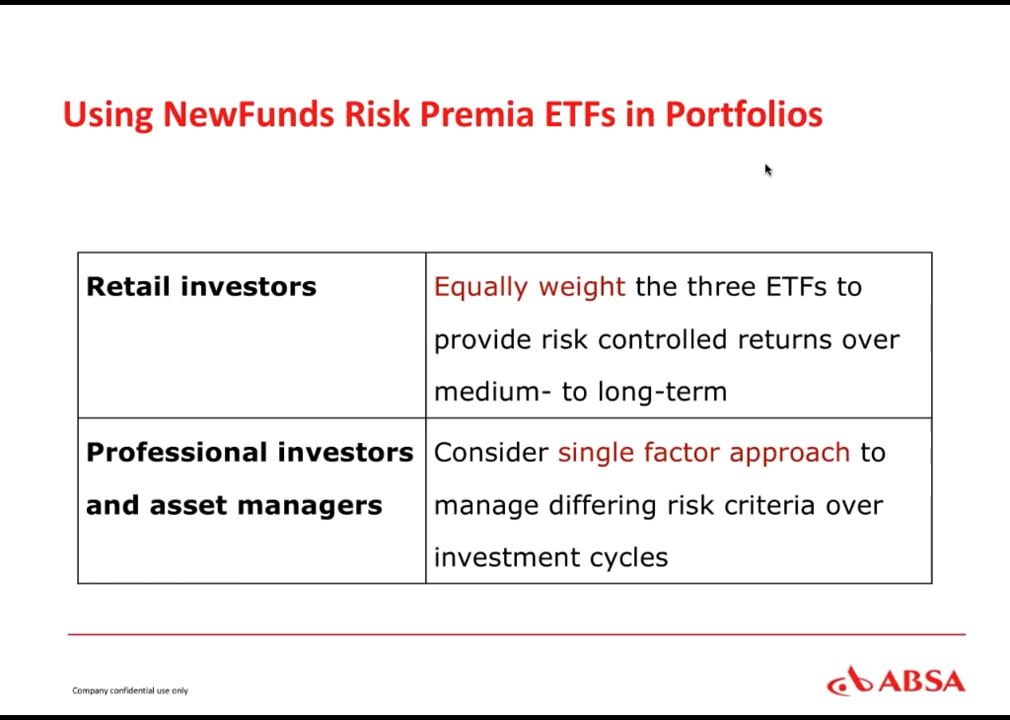 Using NewFunds Risk Premia ETFs in Portfolios
Retail investors
Equally weight the three ETFs to
provide risk controlled returns over
medium- to long-term
Professional investors
and asset managers
Consider single factor approach to
manage differing risk criteria over
investment cycles
Company confidential use only
ABSA